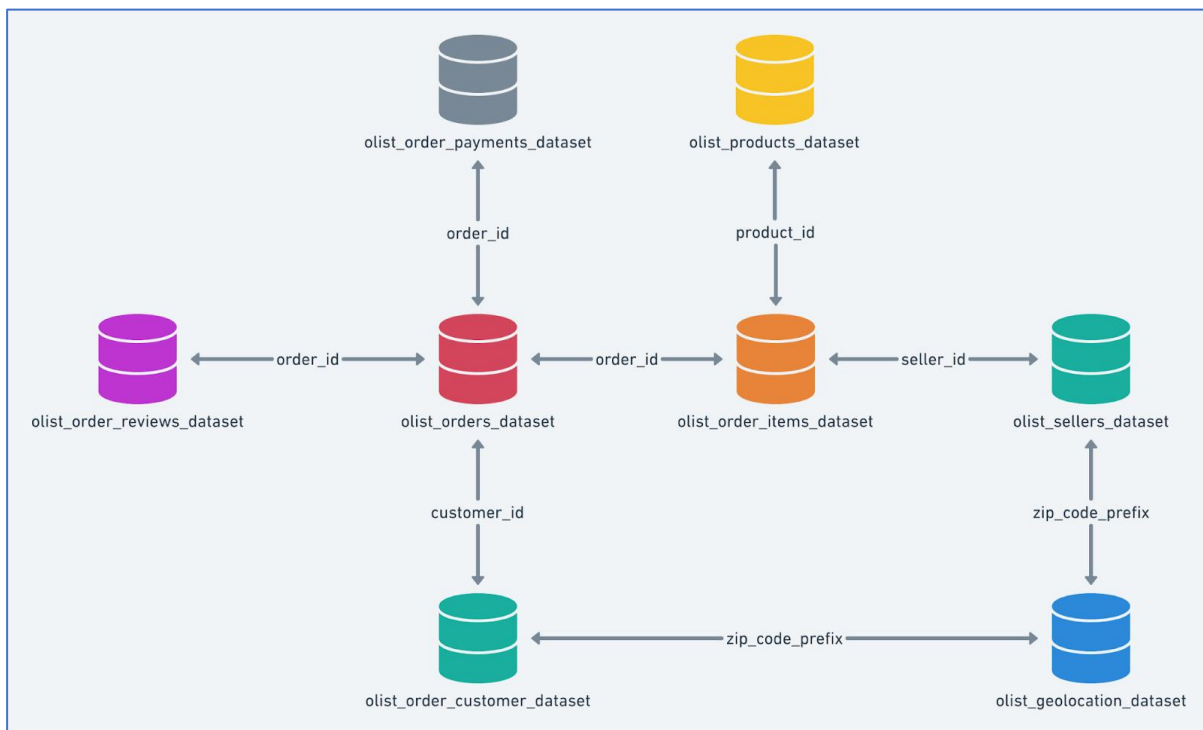 olist_order_payments_dataset
olist_products_dataset
order_id
product_id
order_id
order_id
seller_id
olist_order_reviews_dataset
olist_orders_dataset
olist_order_items_dataset
olist_sellers_dataset
customer_id
zip_code_prefix
zip_code_prefix
olist_order_customer_dataset
olist_geolocation_dataset